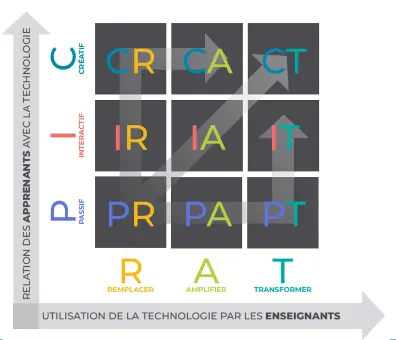 RELATION DES APPRENANTS AVEC LA TECHNOLOGIE
C CRÉATIF
CR CA CT
I INTERACTIF
IR IA IT
P PASSIF
PR PA PT
R A T
REMPLACER AMPLIFIER TRANSFORMER
UTILISATION DE LA TECHNOLOGIE PAR LES ENSEIGNANTS